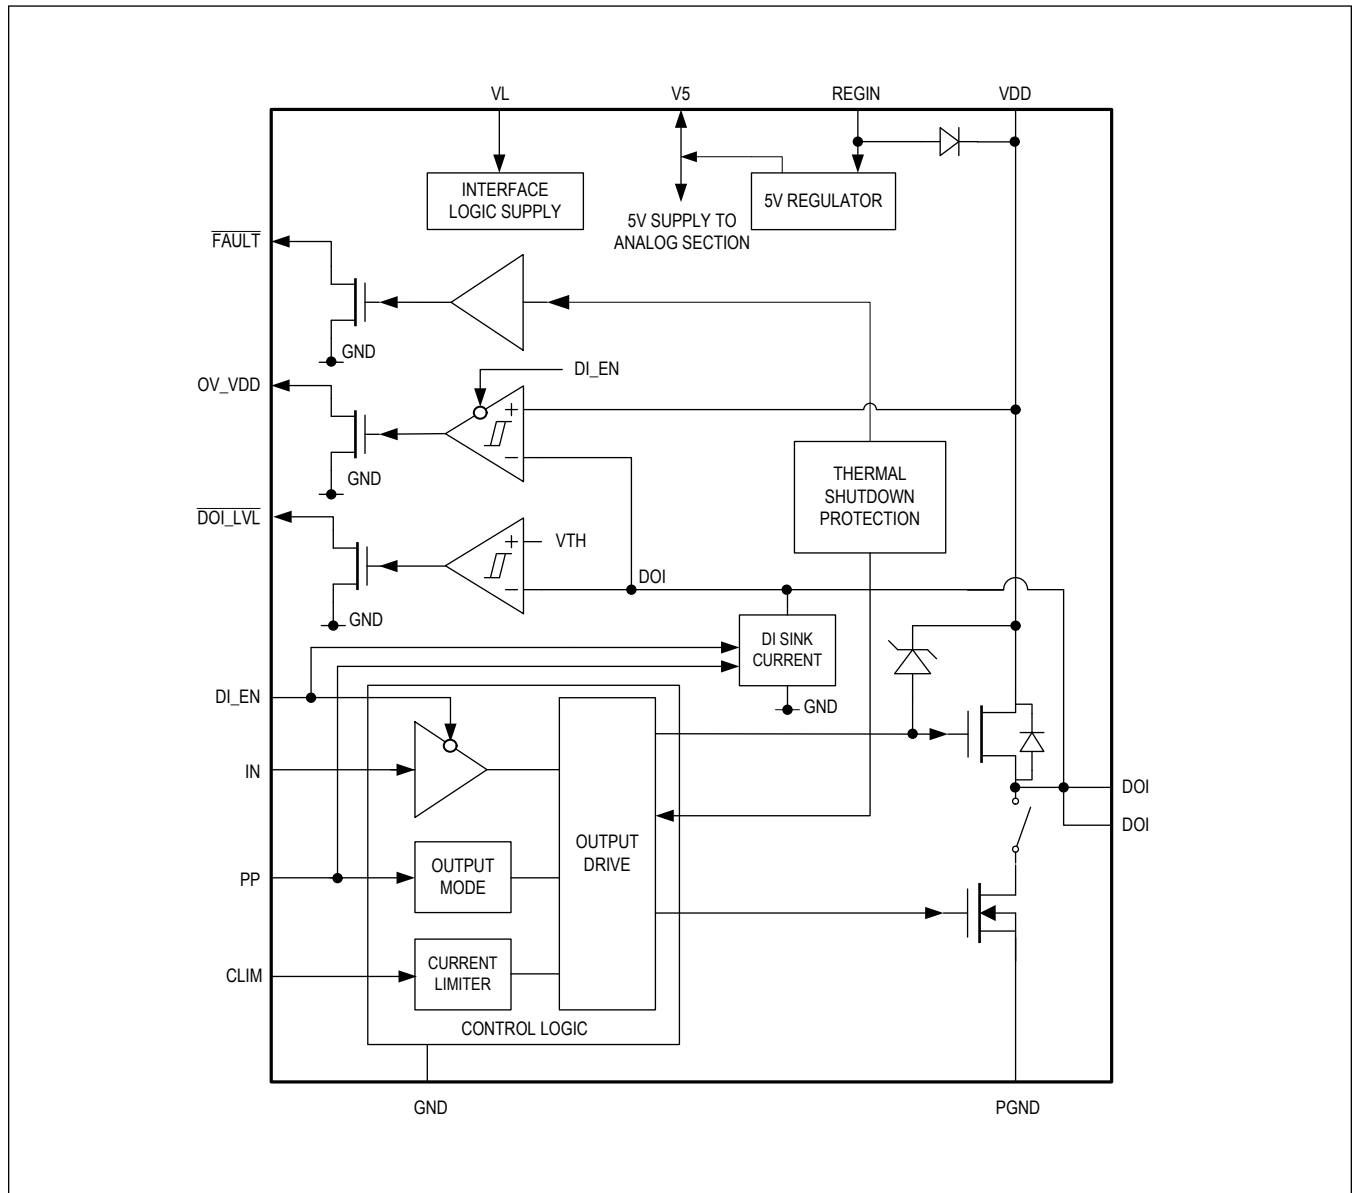 VL
V5
REGIN
VDD
INTERFACE
LOGIC SUPPLY
5V REGULATOR
5V SUPPLY TO
ANALOG SECTION
FAULT
GND
DI_EN
OV_VDD
+
−
GND
THERMAL
SHUTDOWN
PROTECTION
DOI_LVL
+
VTH
−
DOI
GND
DI SINK
CURRENT
DI_EN
GND
IN
DOI
DOI
OUTPUT
DRIVE
PP
OUTPUT
MODE
CLIM
CURRENT
LIMITER
CONTROL LOGIC
GND
PGND